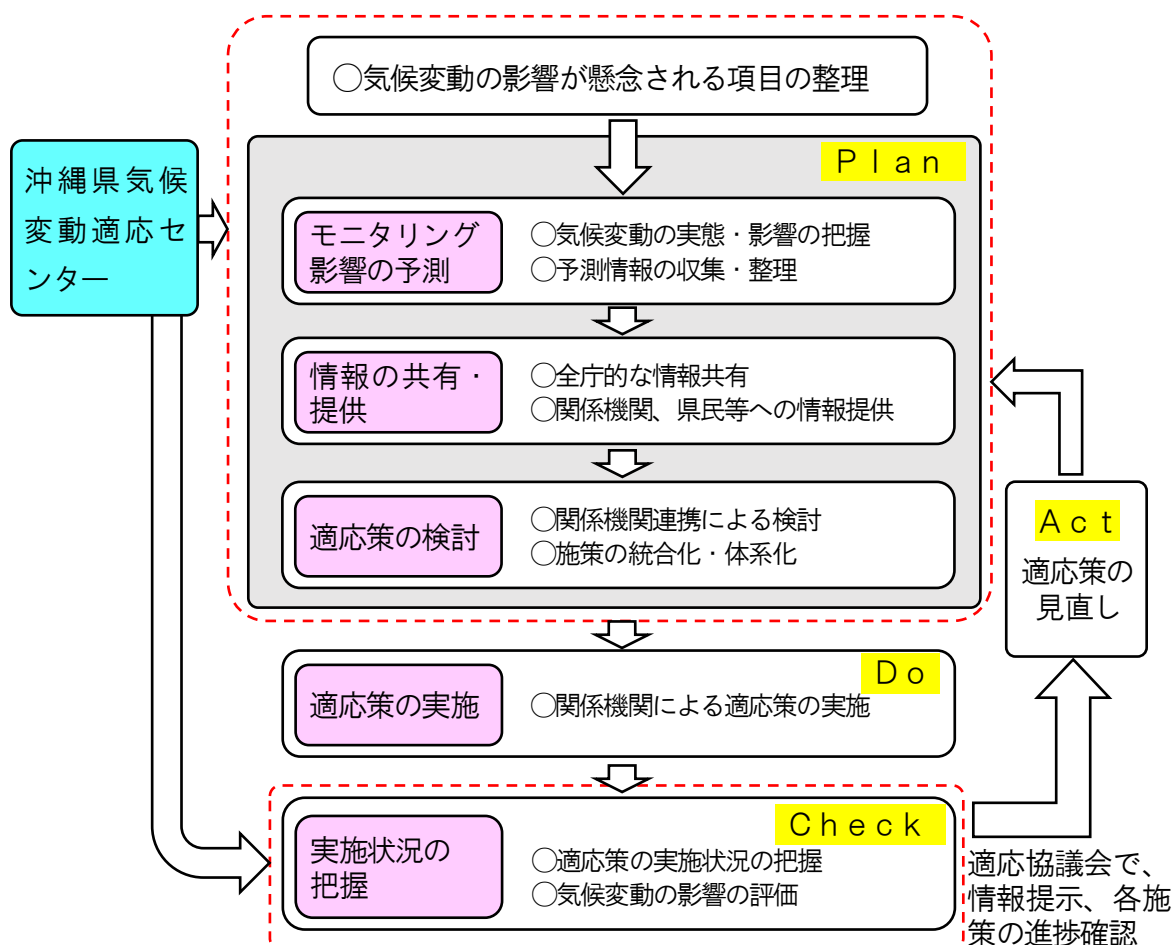 ○気候変動の影響が懸念される項目の整理
Plan
沖縄県気候
変動適応セ
ンター
モニタリング
影響の予測
○気候変動の実態・影響の把握
○予測情報の収集・整理
情報の共有・
提供
○全庁的な情報共有
○関係機関、県民等への情報提供
適応策の検討
○関係機関連携による検討
○施策の統合化・体系化
Act
適応策の
見直し
Do
適応策の実施
○関係機関による適応策の実施
Check
実施状況の
把握
○適応策の実施状況の把握
○気候変動の影響の評価
適応協議会で、
情報提示、各施
策の進捗確認